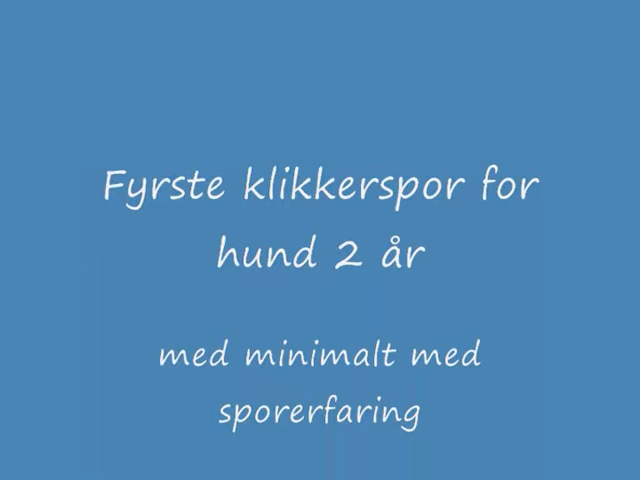 Fyrste klikkerspor for
hund 2 år
med minimalt med
sporerfaring